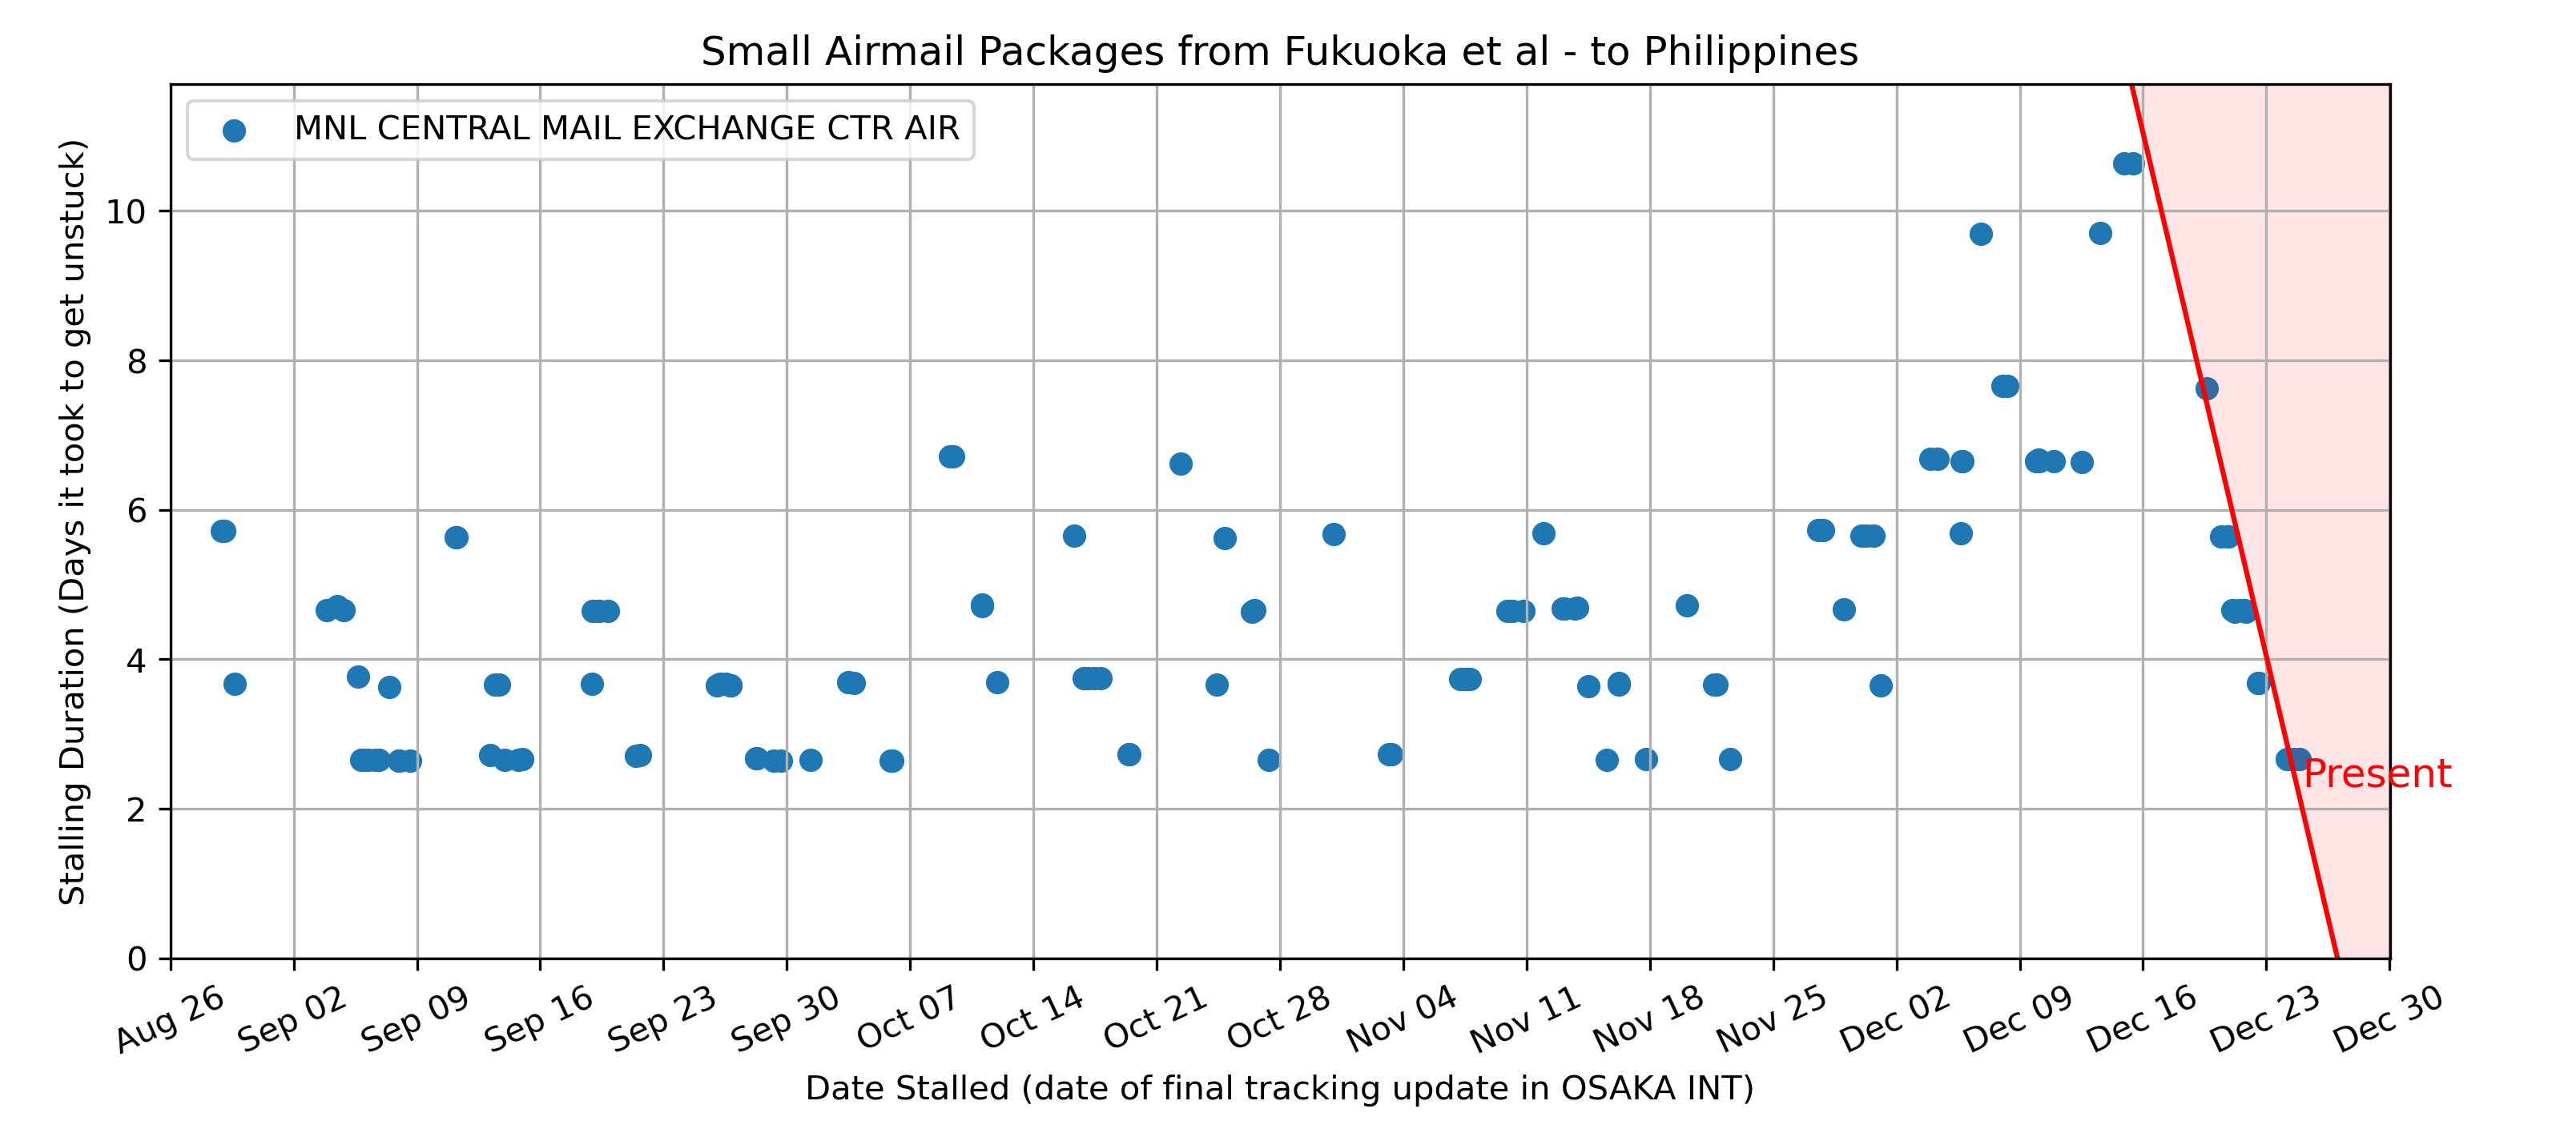 Small Airmail Packages from Fukuoka et al - to Philippines
MNL CENTRAL MAIL EXCHANGE CTR AIR
Stalling Duration (Days it took to get unstuck)
10
8
6
4
2
0
Present
Aug 26
Sep 02
Sep 09
Sep 16
Sep 23
Sep 30
Oct 07
Oct 14
Oct 21
Oct 28
Nov 04
Nov 11
Nov 18
Nov 25
Dec 02
Dec 09
Dec 16
Dec 23
Dec 30
Date Stalled (date of final tracking update in OSAKA INT)